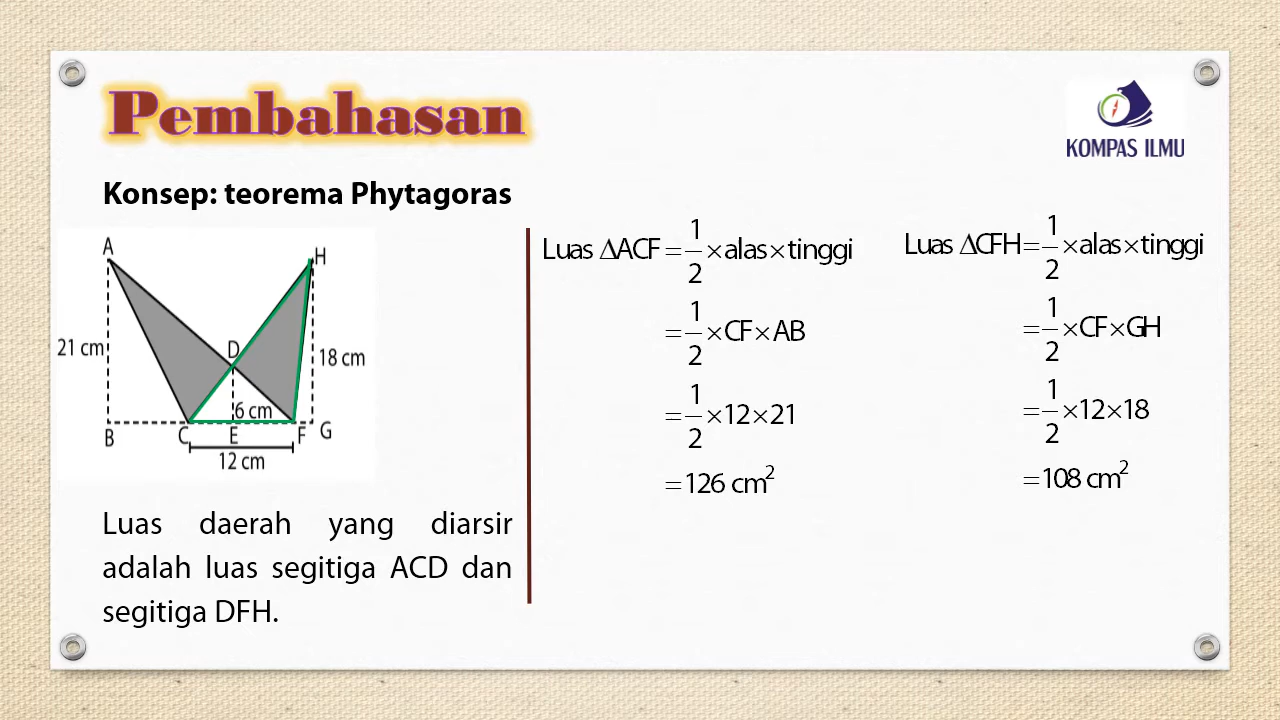 Pembahasan
KOMPAS ILMU
Konsep: teorema Phytagoras
A
H
21 cm
D
18 cm
6 cm
B
C
E
F
G
12 cm
Luas daerah yang diarsir
adalah luas segitiga ACD dan
segitiga DFH.
Luas ΔACF = 1/2 × alas × tinggi
= 1/2 × CF × AB
= 1/2 × 12 × 21
= 126 cm²
Luas ΔCFH = 1/2 × alas × tinggi
= 1/2 × CF × GH
= 1/2 × 12 × 18
= 108 cm²